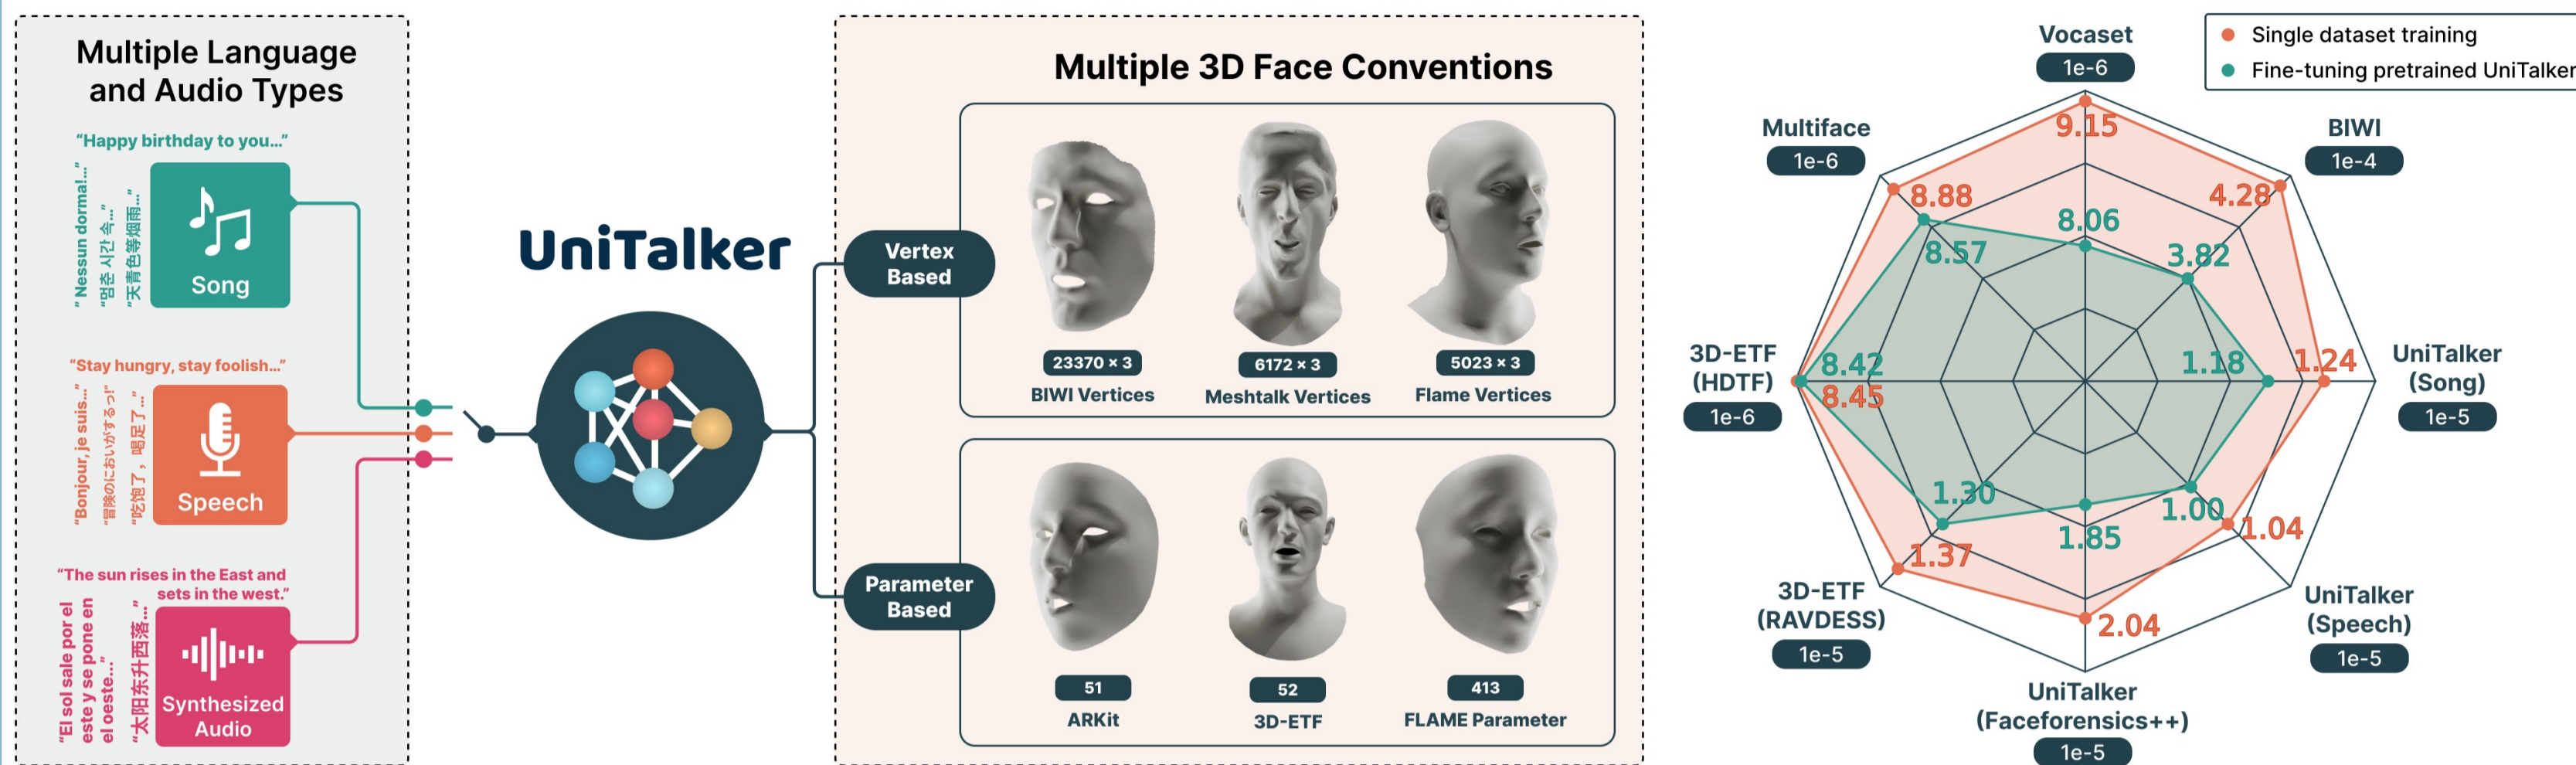 Multiple Language
and Audio Types
“Happy birthday to you...”
“ Nessun dorma!...”
“멈춘 시간 속...”
“天青色等烟雨...”
Song
“Stay hungry, stay foolish...”
“Bonjour, je suis...”
“冒険のにおいがするっ!”
“吃饱了，喝足了...”
Speech
“The sun rises in the East and
sets in the west.”
“El sol sale por el
este y se pone en
el oeste...”
“太阳东升西落...”
Synthesized
Audio
UniTalker
Multiple 3D Face Conventions
Vertex
Based
23370 × 3
BIWI Vertices
6172 × 3
Meshtalk Vertices
5023 × 3
Flame Vertices
Parameter
Based
51
ARKit
52
3D-ETF
413
FLAME Parameter
Single dataset training
Fine-tuning pretrained UniTalker
Vocaset
1e-6
9.15
8.06
BIWI
1e-4
4.28
3.82
UniTalker
(Song)
1e-5
1.24
1.18
UniTalker
(Speech)
1e-5
1.04
1.00
UniTalker
(Faceforensics++)
1e-5
2.04
1.85
3D-ETF
(RAVDESS)
1e-5
1.37
1.30
3D-ETF
(HDTF)
1e-6
8.42
8.45
Multiface
1e-6
8.88
8.57